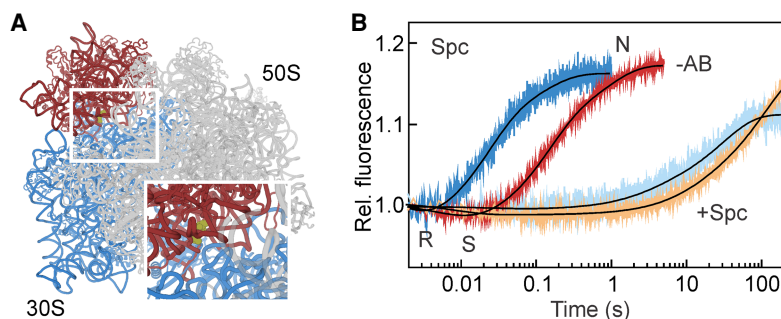 A
50S
30S
B
Spc
N
-AB
R
S
+Spc
1.2
1.1
1.0
0.01
0.1
1
10
100
Rel. fluorescence
Time (s)